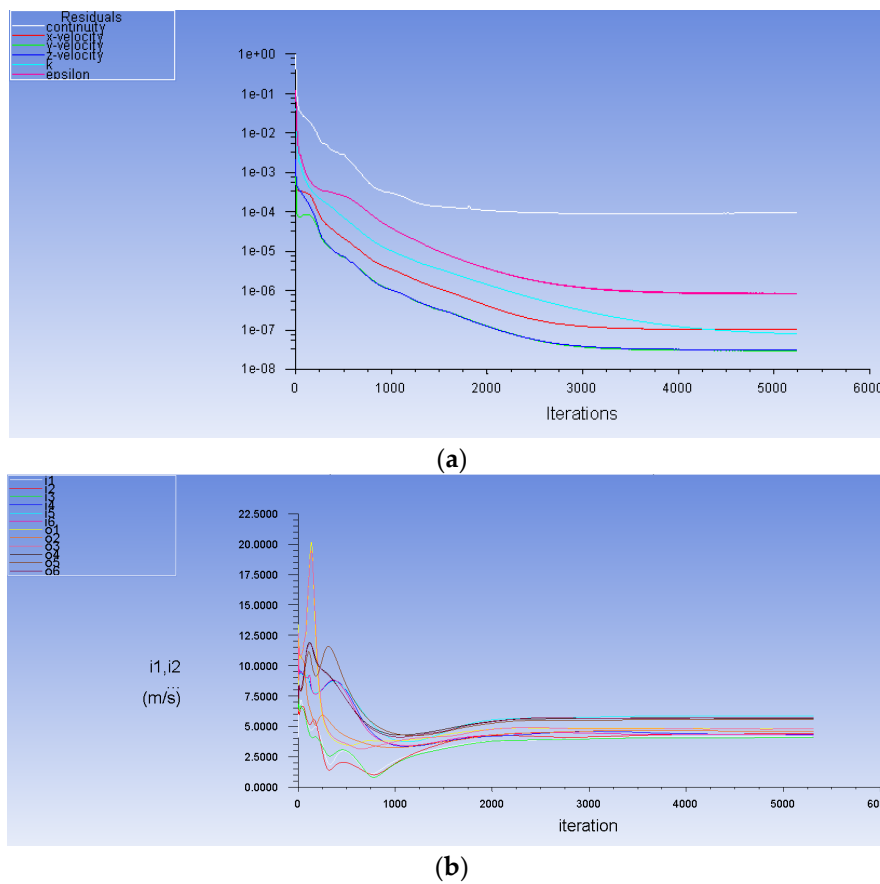 Residuals
continuity
x-velocity
y-velocity
z-velocity
k
epsilon
1e+00
1e-01
1e-02
1e-03
1e-04
1e-05
1e-06
1e-07
1e-08
0 1000 2000 3000 4000 5000 6000
Iterations
(a)
i1
i2
i3
i4
i5
i6
o1
o2
o3
o4
o5
o6
22.5000
20.0000
17.5000
15.0000
12.5000
10.0000
7.5000
5.0000
2.5000
0.0000
i1,i2
...
(m/s)
0 1000 2000 3000 4000 5000 600
iteration
(b)